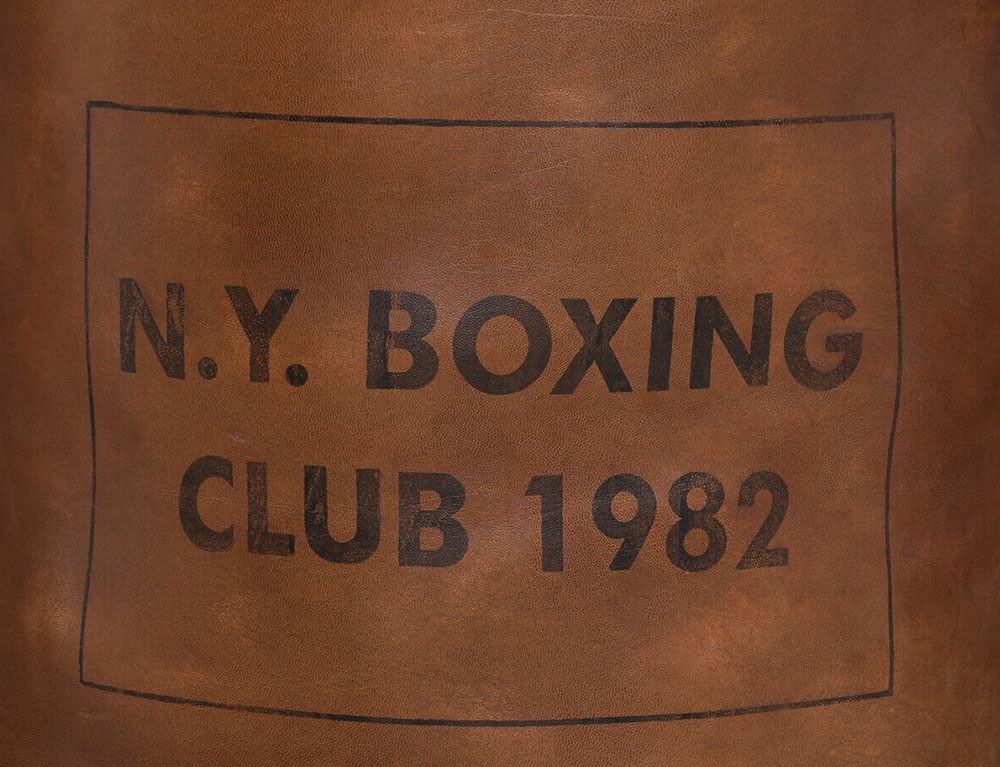 N.Y. BOXING
CLUB 1982